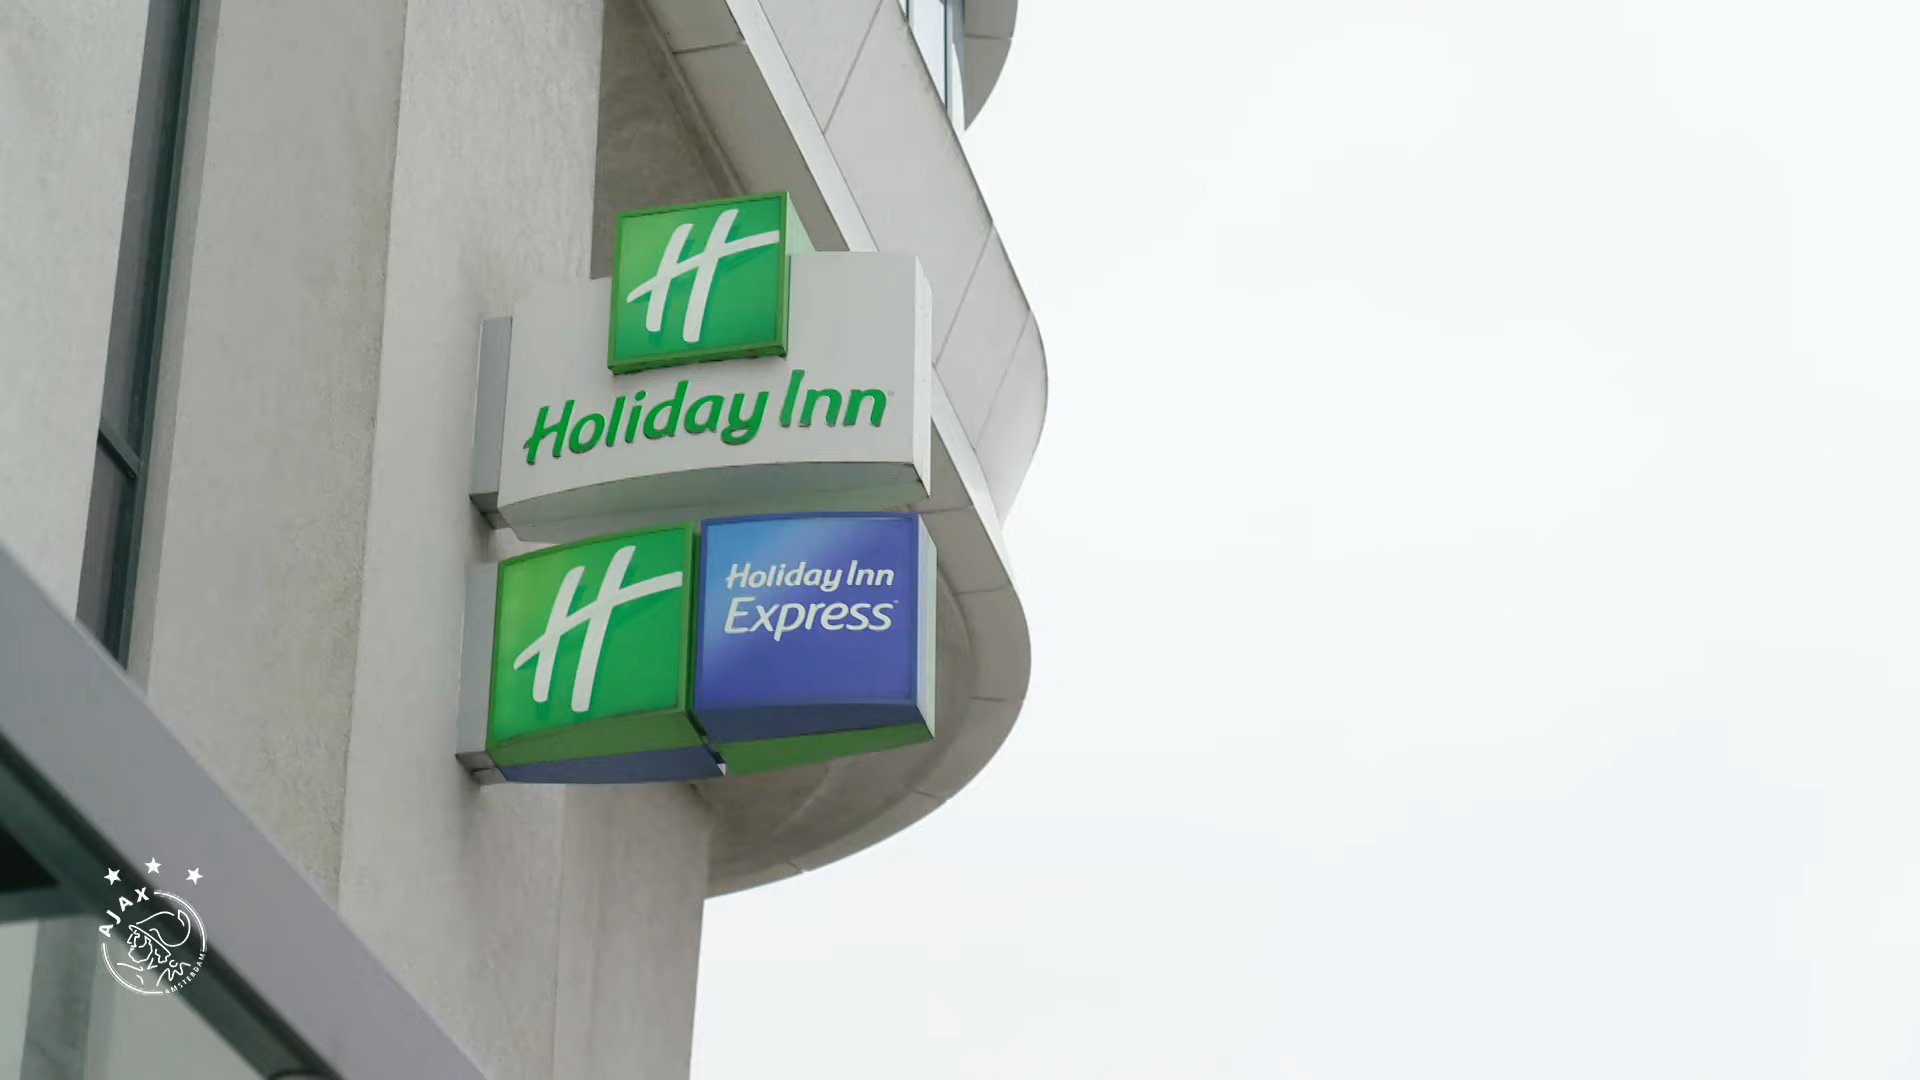 H
Holiday Inn
H
Holiday Inn
Express
AJAX
AMSTERDAM